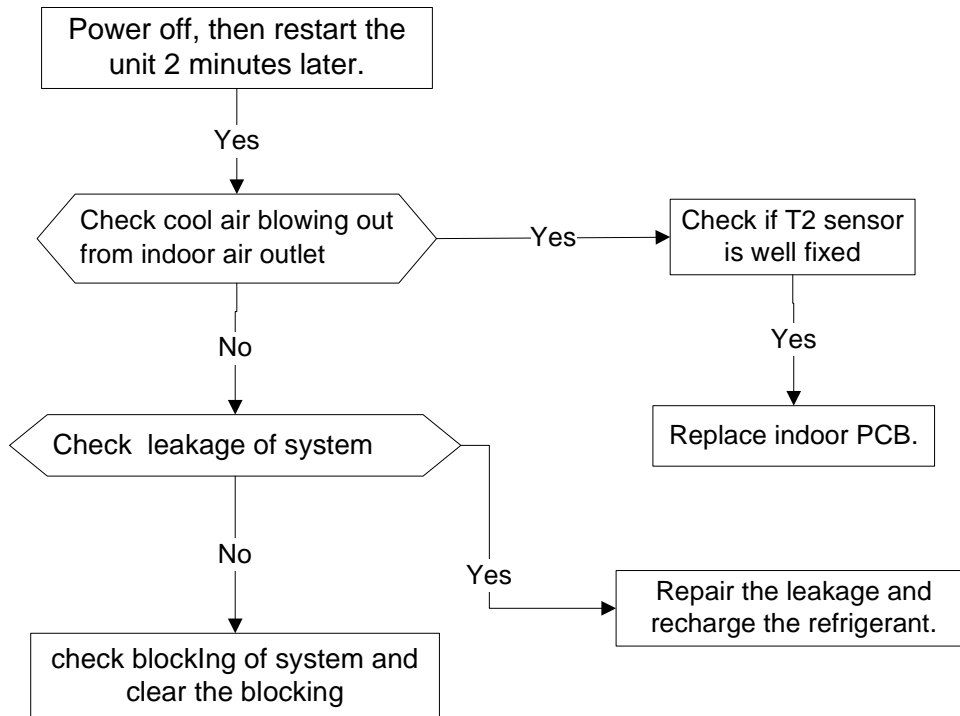 Power off, then restart the
unit 2 minutes later.
Yes
Check cool air blowing out
from indoor air outlet
Yes
Check if T2 sensor
is well fixed
No
Yes
Check leakage of system
Replace indoor PCB.
No
Yes
Repair the leakage and
recharge the refrigerant.
check blockIng of system and
clear the blocking